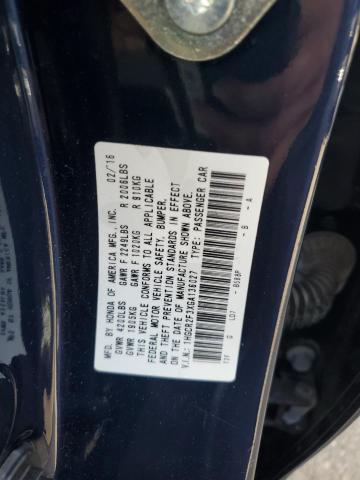 MFD. BY HONDA OF AMERICA MFG., INC. 02/16
GVWR 4200LBS GAWR F 2249LBS R 2006LBS
GVWR 1905KG GAWR F 1020KG R 910KG
THIS VEHICLE CONFORMS TO ALL APPLICABLE
FEDERAL MOTOR VEHICLE SAFETY, BUMPER,
AND THEFT PREVENTION STANDARDS IN EFFECT
ON THE DATE OF MANUFACTURE SHOWN ABOVE.
V.I.N.: 1HGCR2F3XGA136027 TYPE: PASSENGER CAR